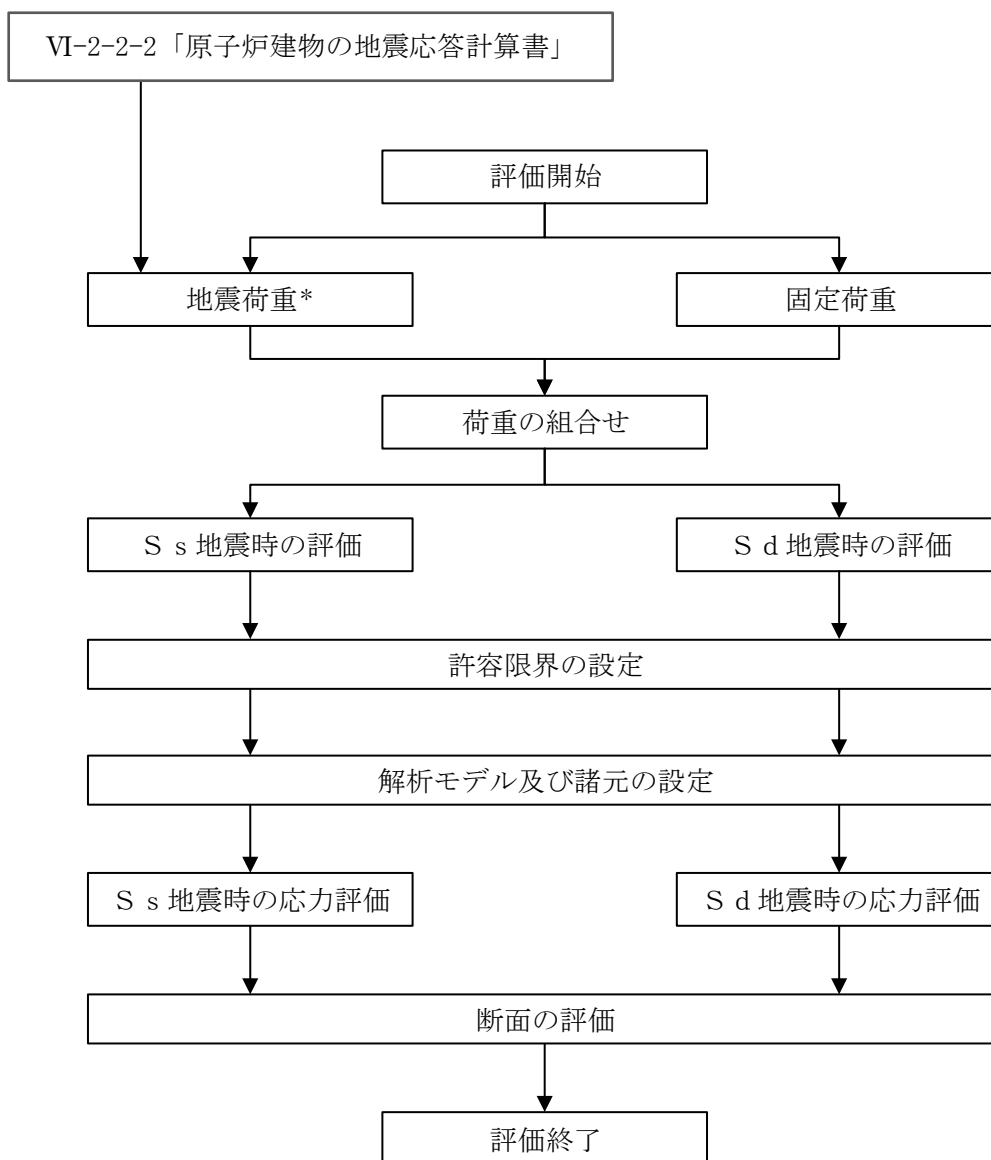 Ⅵ-2-2-2「原子炉建物の地震応答計算書」
評価開始
地震荷重*
固定荷重
荷重の組合せ
Ｓｓ地震時の評価
Ｓｄ地震時の評価
許容限界の設定
解析モデル及び諸元の設定
Ｓｓ地震時の応力評価
Ｓｄ地震時の応力評価
断面の評価
評価終了